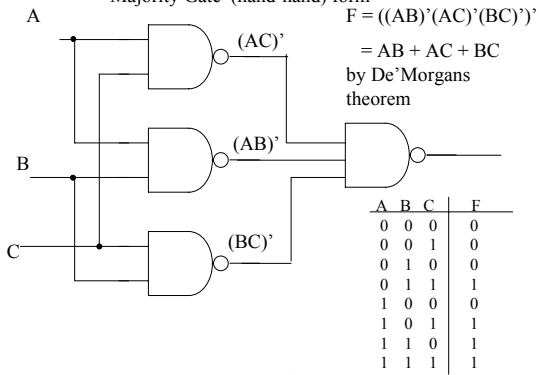 Majority Gate (nand-nand) form
A
F = ((AB)’(AC)’(BC)’)’
= AB + AC + BC
by De’Morgans
theorem
(AC)’
(AB)’
B
(BC)’
C
A B C F
0 0 0 0
0 0 1 0
0 1 0 0
0 1 1 1
1 0 0 0
1 0 1 1
1 1 0 1
1 1 1 1